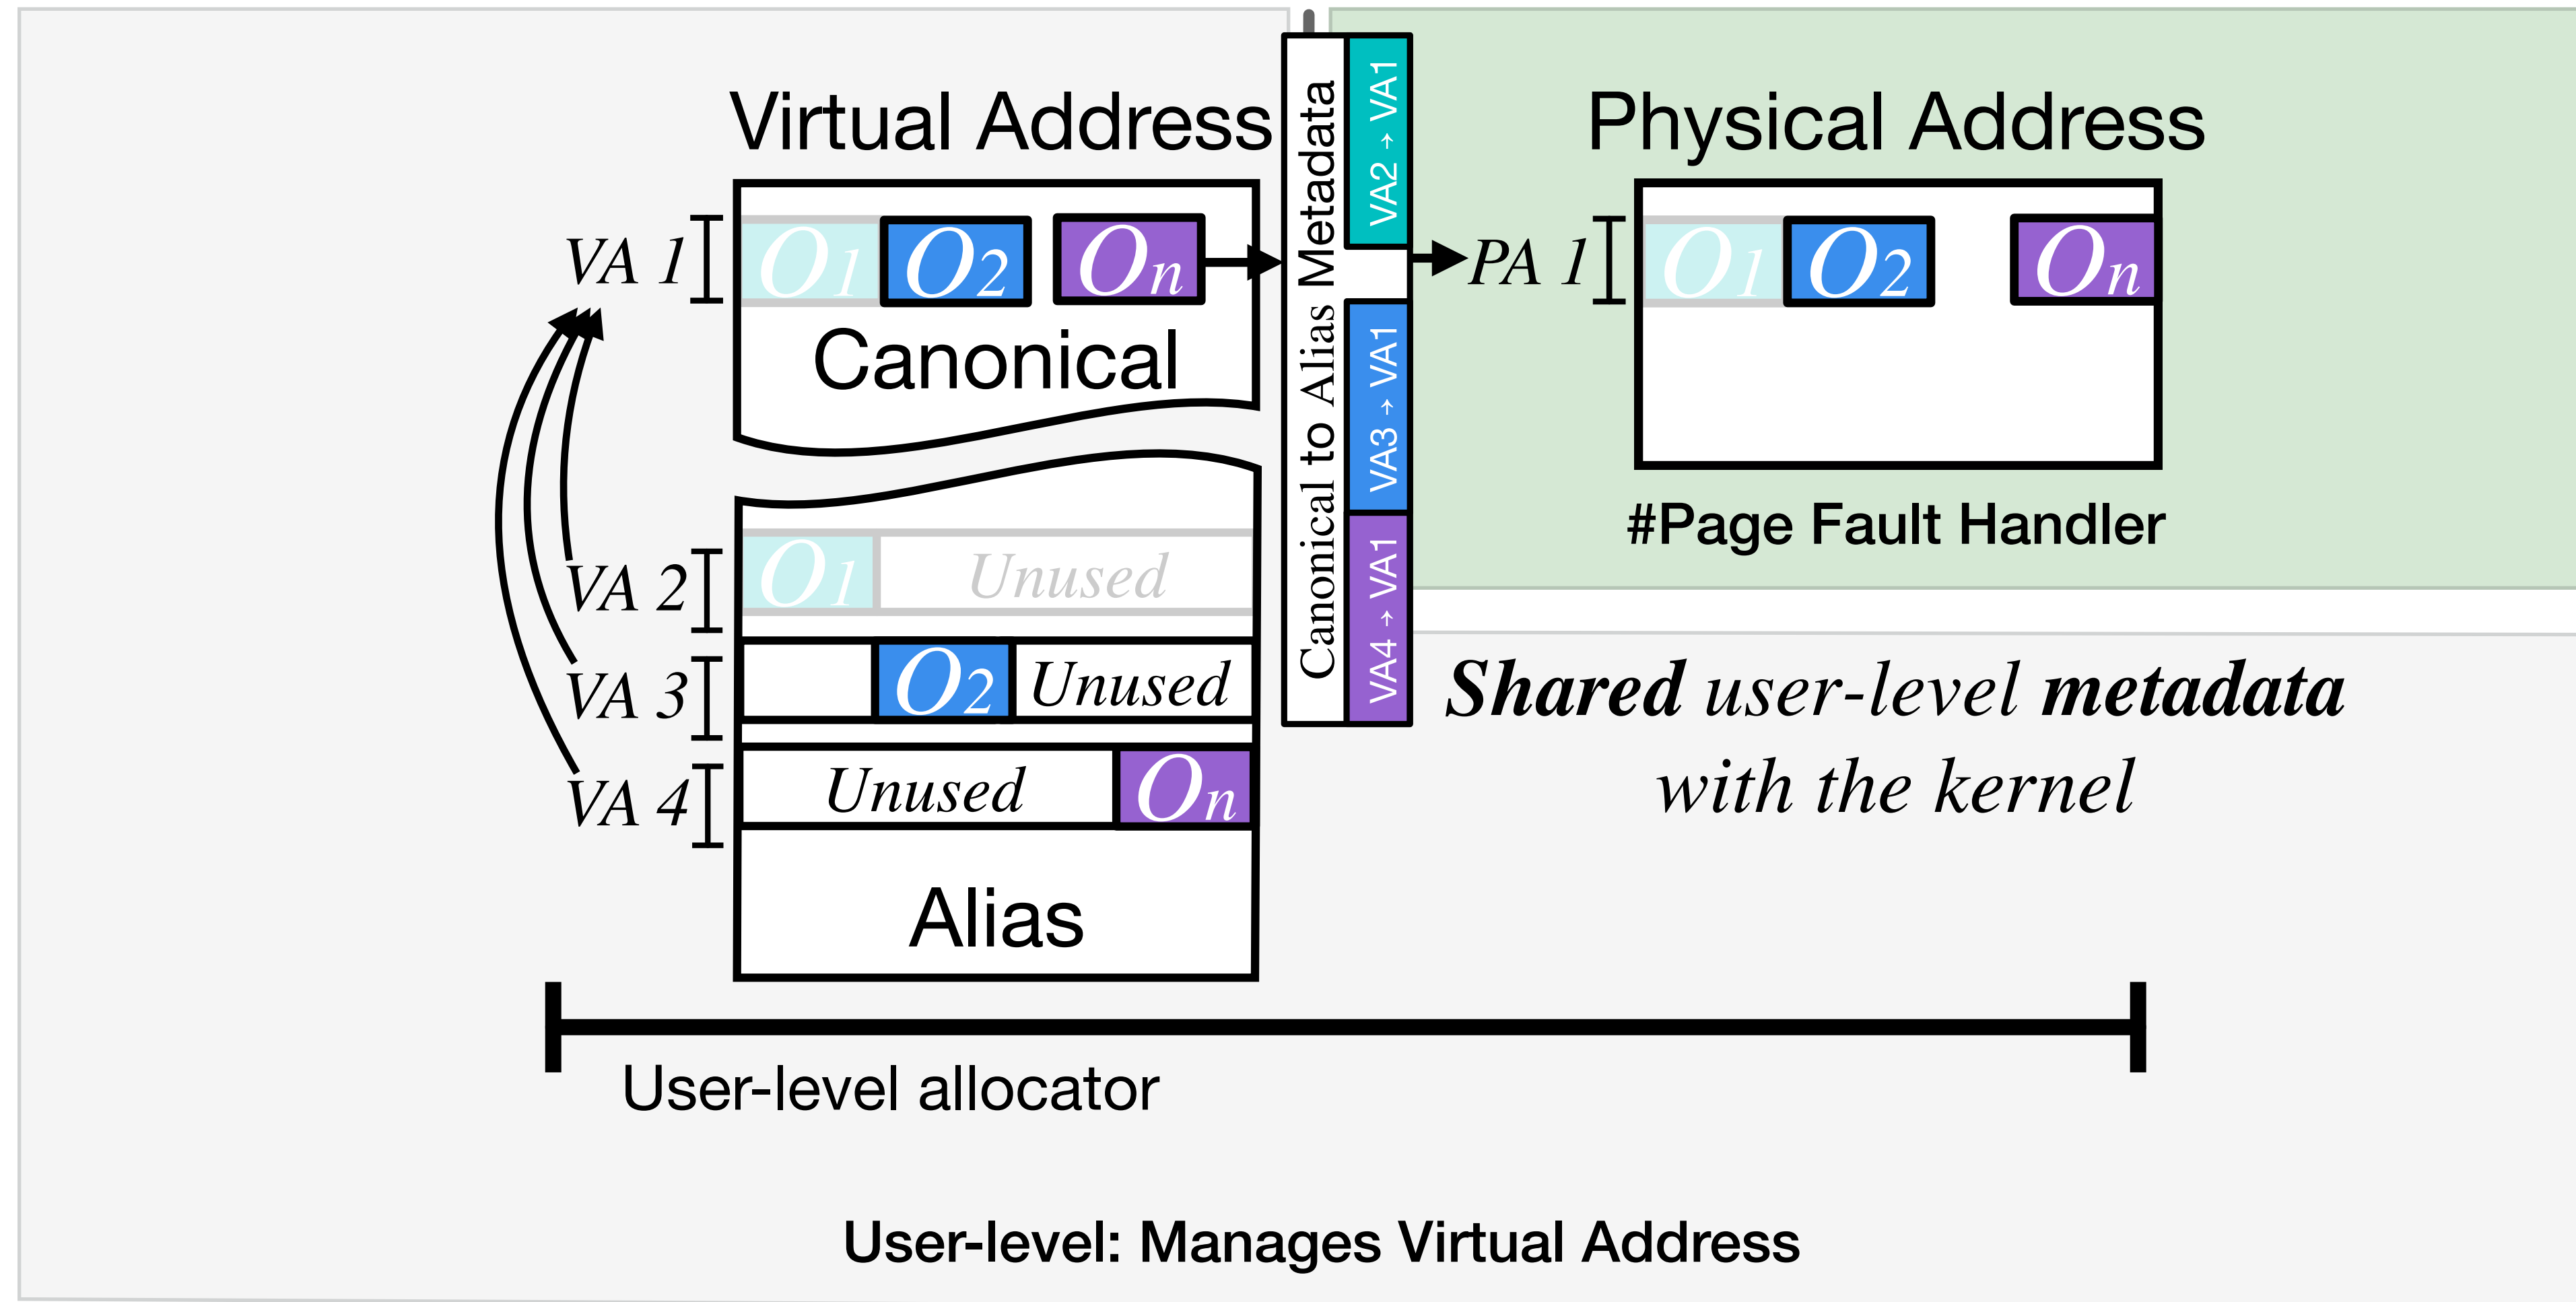 Virtual Address
VA 1
O1 O2 On
Canonical
VA 2
O1 Unused
VA 3
O2 Unused
VA 4
Unused On
Alias
Canonical to Alias Metadata
VA2 → VA1
VA3 → VA1
VA4 → VA1
Physical Address
PA 1
O1 O2 On
#Page Fault Handler
Shared user-level metadata
with the kernel
User-level allocator
User-level: Manages Virtual Address